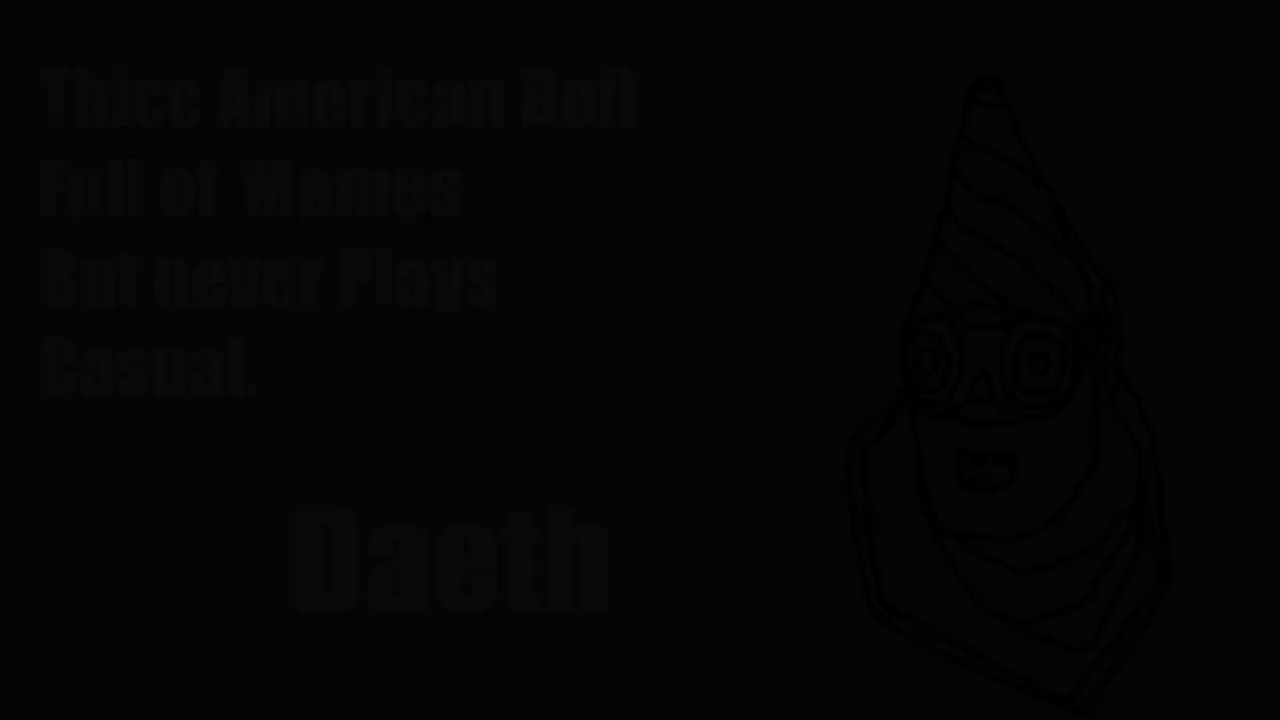 Thicc American Boii
Full of Memes
But never Plays
Casual.
Daeth